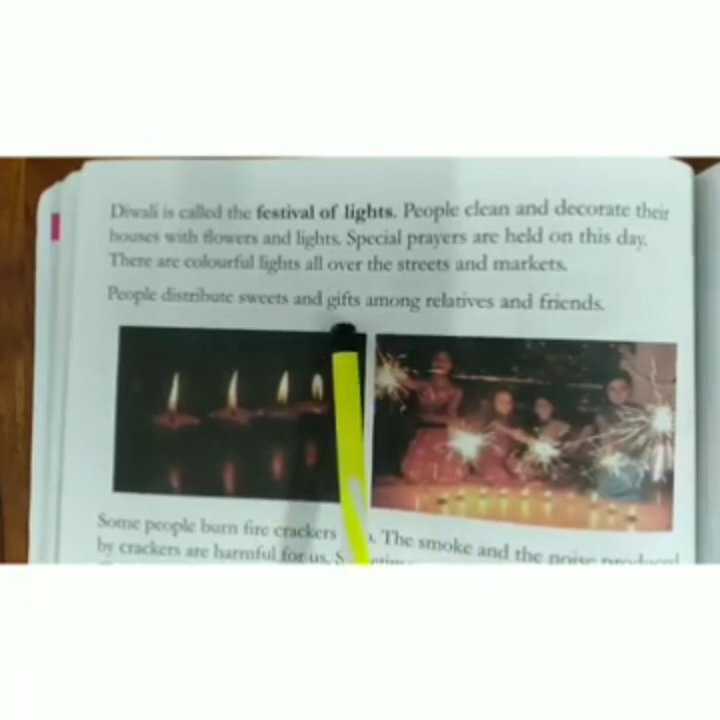 Diwali is called the festival of lights. People clean and decorate their
houses with flowers and lights. Special prayers are held on this day.
There are colourful lights all over the streets and markets.
People distribute sweets and gifts among relatives and friends.
Some people burn fire crackers . The smoke and the noise produced
by crackers are harmful for us. S